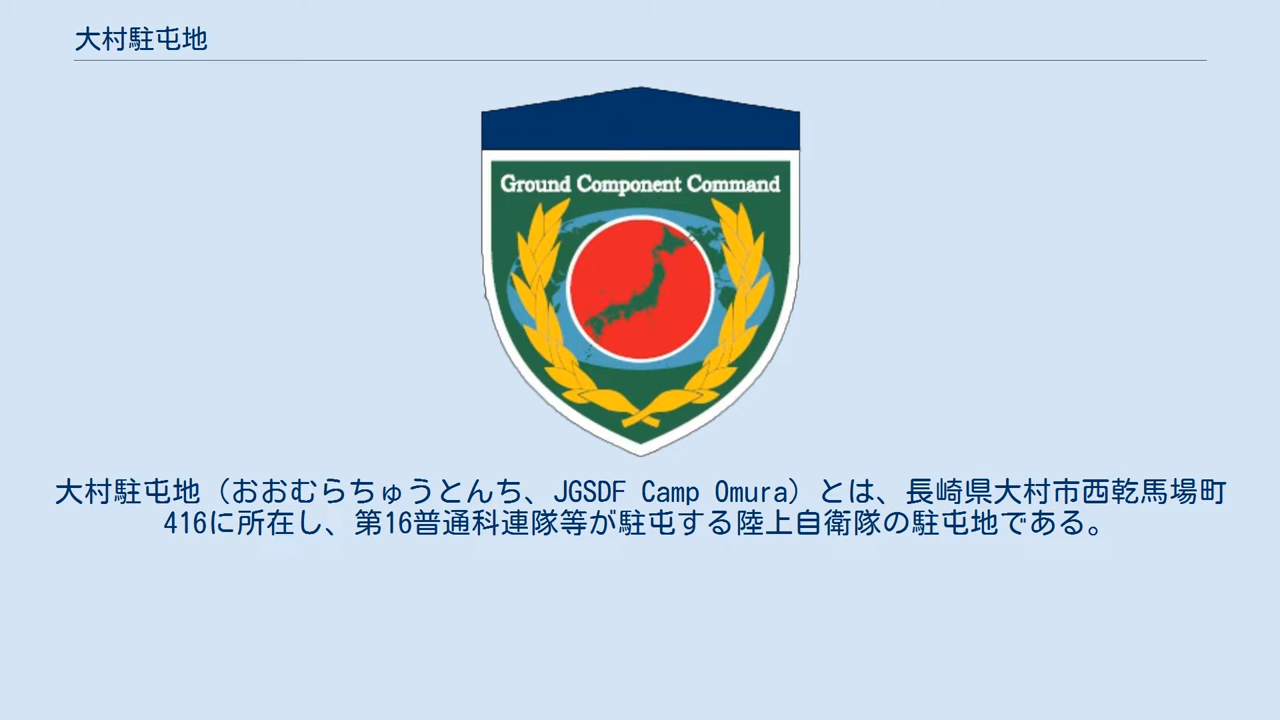 大村駐屯地
Ground Component Command
大村駐屯地（おおむらちゅうとんち、JGSDF Camp Omura）とは、長崎県大村市西乾馬場町
416に所在し、第16普通科連隊等が駐屯する陸上自衛隊の駐屯地である。